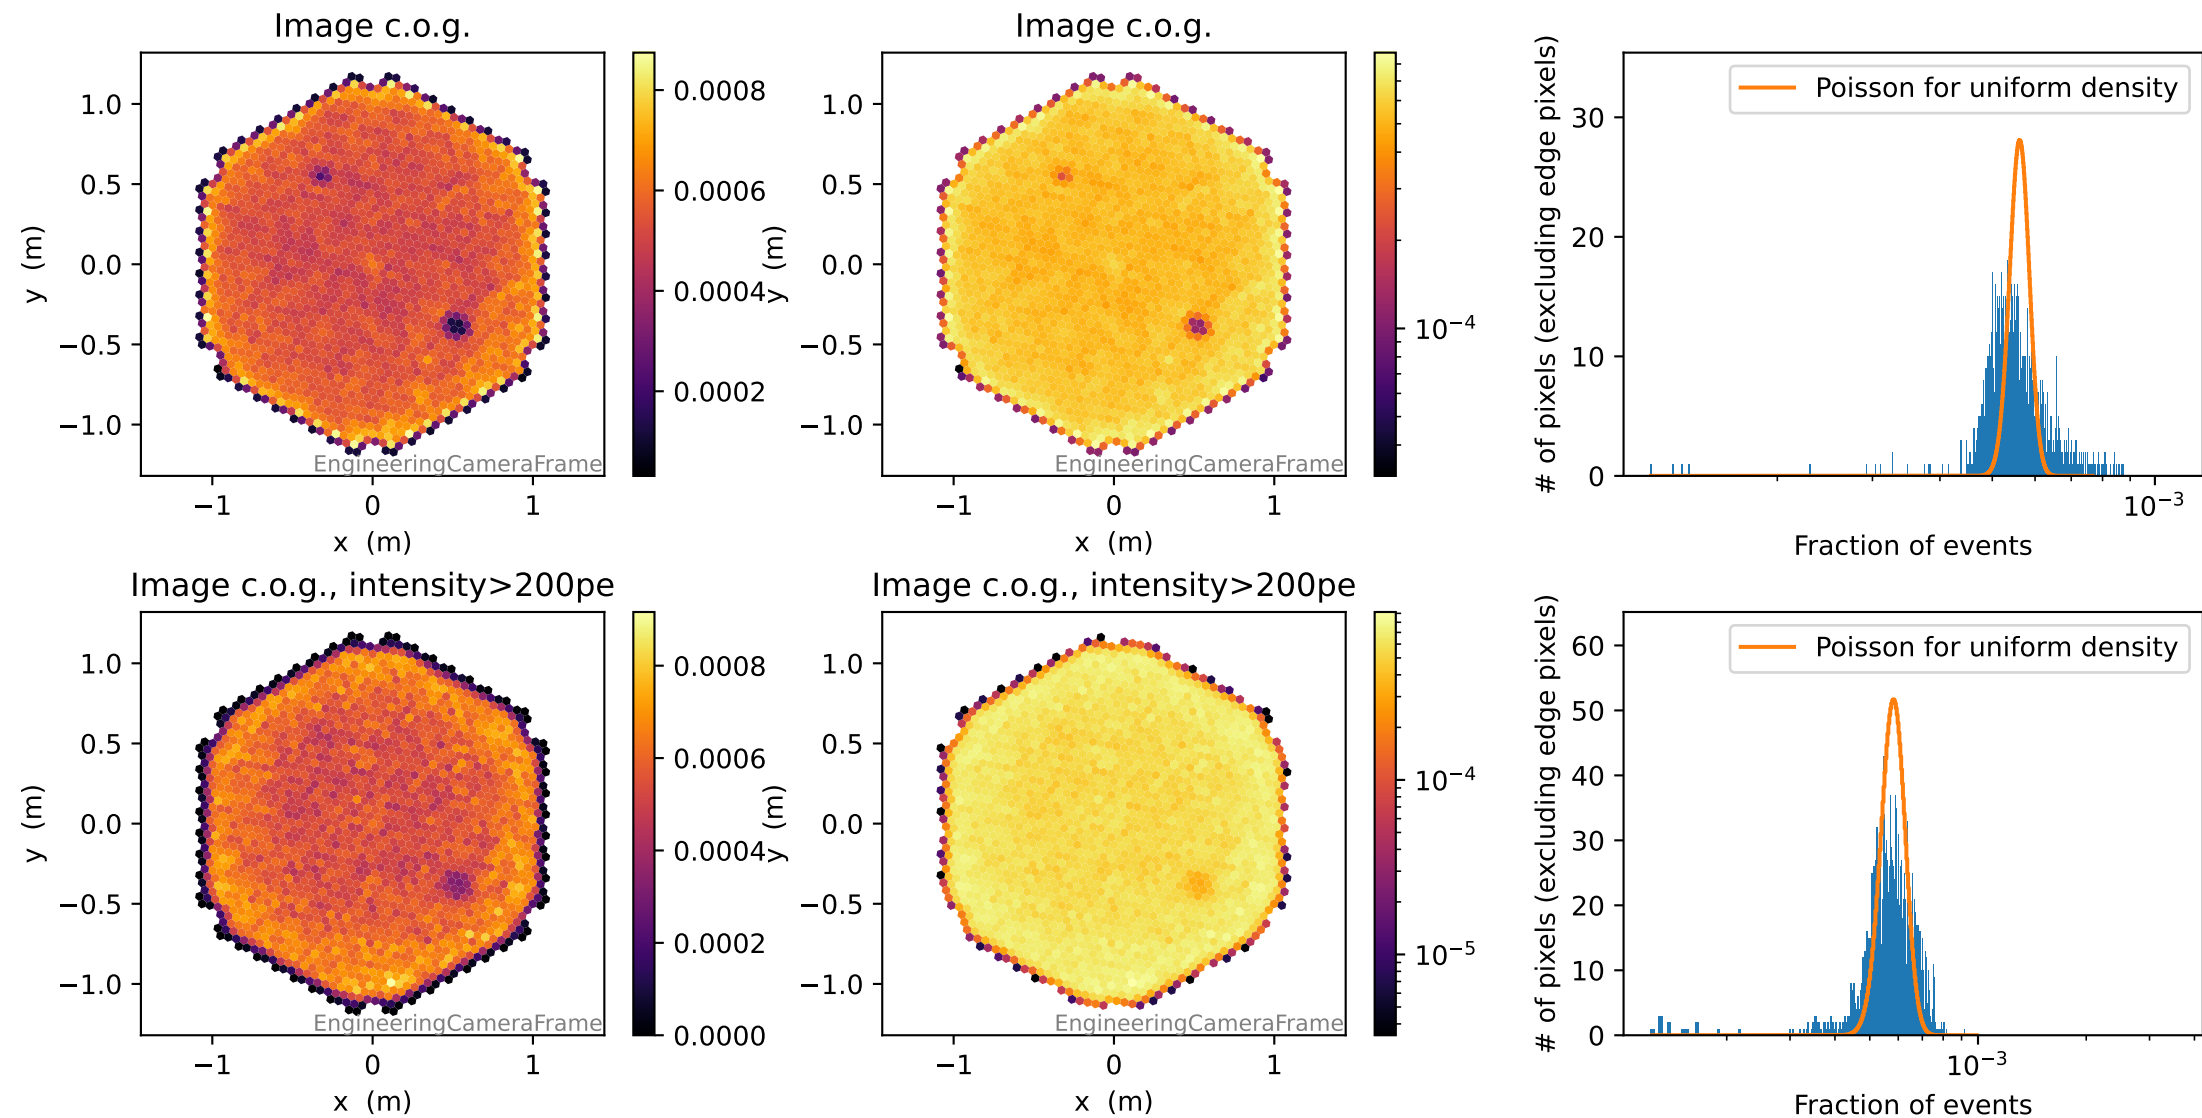 Image c.o.g.
1.0
0.5
0.0
−0.5
−1.0
y (m)
−1
0
1
x (m)
EngineeringCameraFrame
0.0008
0.0006
0.0004
0.0002
Image c.o.g.
1.0
0.5
0.0
−0.5
−1.0
y (m)
−1
0
1
x (m)
EngineeringCameraFrame
10⁻⁴
Poisson for uniform density
30
20
10
0
# of pixels (excluding edge pixels)
10⁻³
Fraction of events
Image c.o.g., intensity>200pe
1.0
0.5
0.0
−0.5
−1.0
y (m)
−1
0
1
x (m)
EngineeringCameraFrame
0.0008
0.0006
0.0004
0.0002
0.0000
Image c.o.g., intensity>200pe
1.0
0.5
0.0
−0.5
−1.0
y (m)
−1
0
1
x (m)
EngineeringCameraFrame
10⁻⁴
10⁻⁵
Poisson for uniform density
60
50
40
30
20
10
0
# of pixels (excluding edge pixels)
10⁻³
Fraction of events